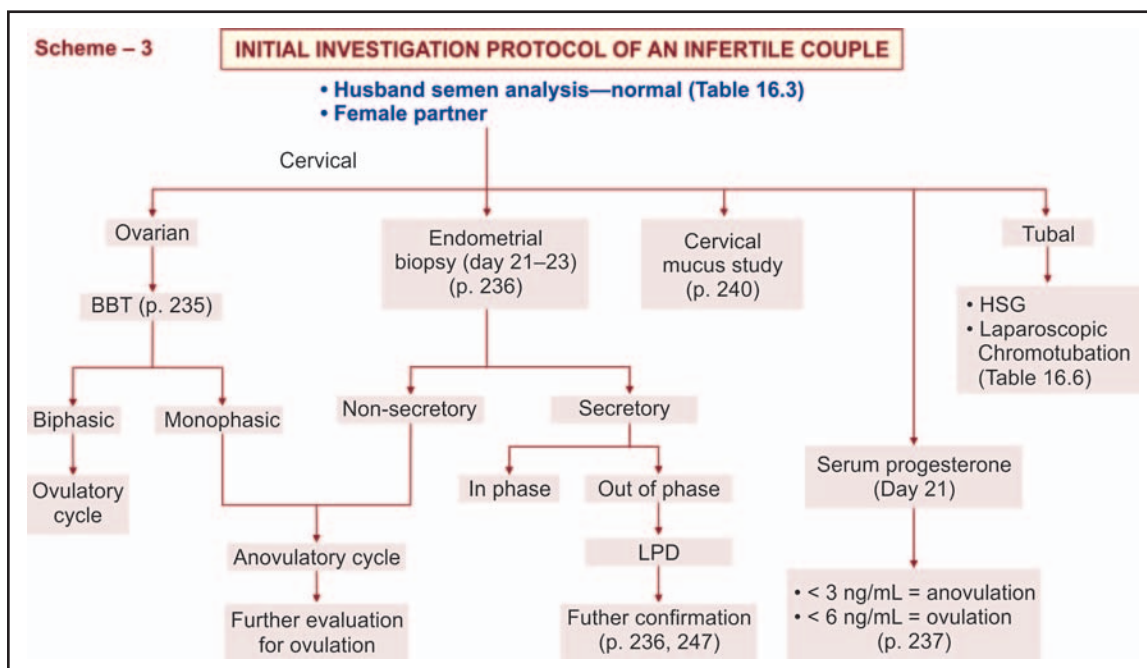 Scheme – 3
INITIAL INVESTIGATION PROTOCOL OF AN INFERTILE COUPLE
• Husband semen analysis—normal (Table 16.3)
• Female partner
Cervical
Ovarian
Endometrial
biopsy (day 21–23)
(p. 236)
Cervical
mucus study
(p. 240)
Tubal
BBT (p. 235)
• HSG
• Laparoscopic
Chromotubation
(Table 16.6)
Biphasic
Monophasic
Non-secretory
Secretory
Ovulatory
cycle
In phase
Out of phase
Serum progesterone
(Day 21)
Anovulatory cycle
LPD
Further evaluation
for ovulation
Futher confirmation
(p. 236, 247)
• < 3 ng/mL = anovulation
• < 6 ng/mL = ovulation
(p. 237)